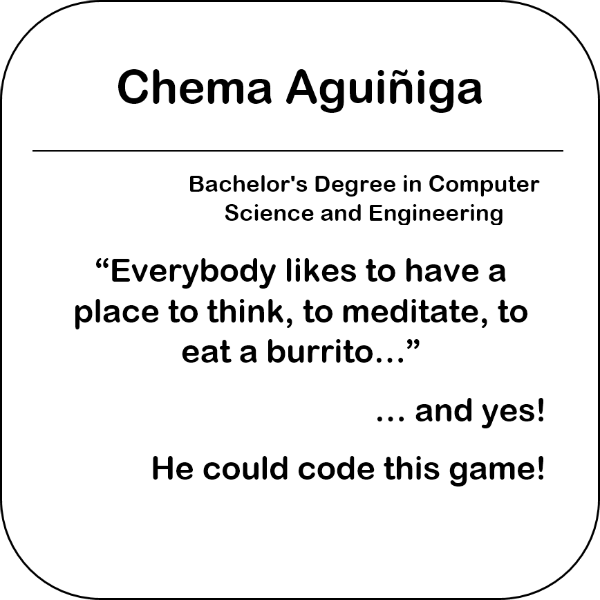 Chema Aguiñiga
Bachelor's Degree in Computer
Science and Engineering
“Everybody likes to have a
place to think, to meditate, to
eat a burrito…”
… and yes!
He could code this game!